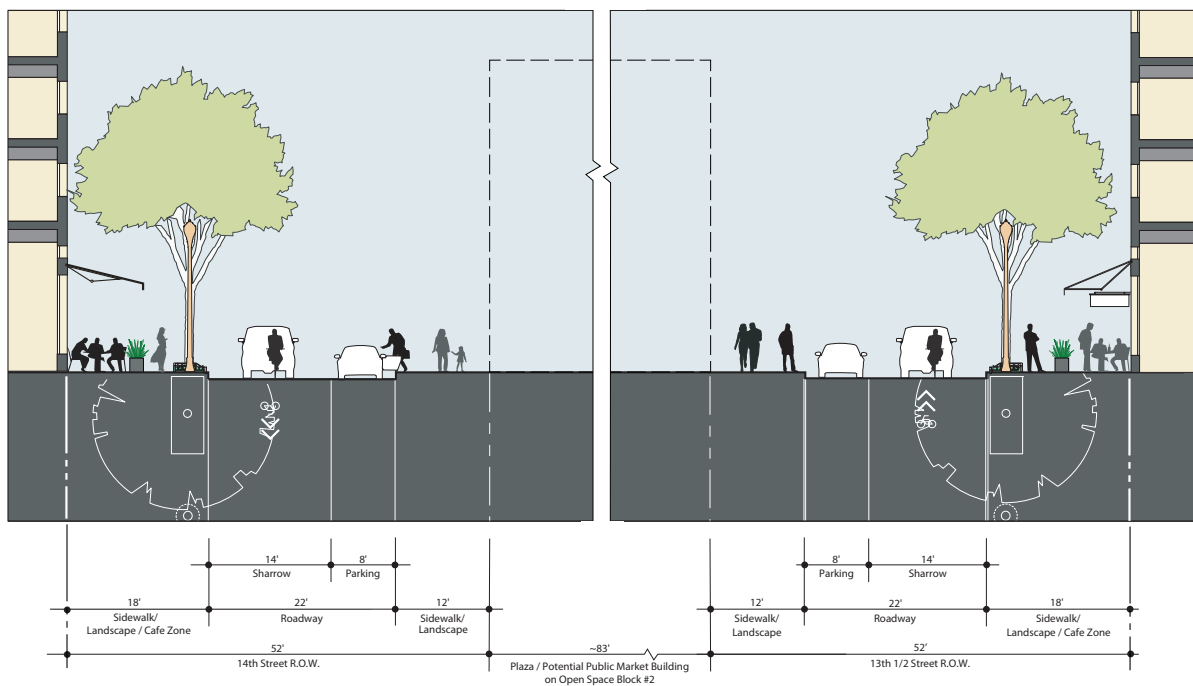 14'
8'
Sharrow
Parking
18'
22'
12'
Sidewalk/
Landscape / Cafe Zone
Roadway
Sidewalk/
Landscape
52'
14th Street R.O.W.
~83'
Plaza / Potential Public Market Building
on Open Space Block #2
8'
14'
Parking
Sharrow
12'
22'
18'
Sidewalk/
Landscape
Roadway
Sidewalk/
Landscape / Cafe Zone
52'
13th 1/2 Street R.O.W.